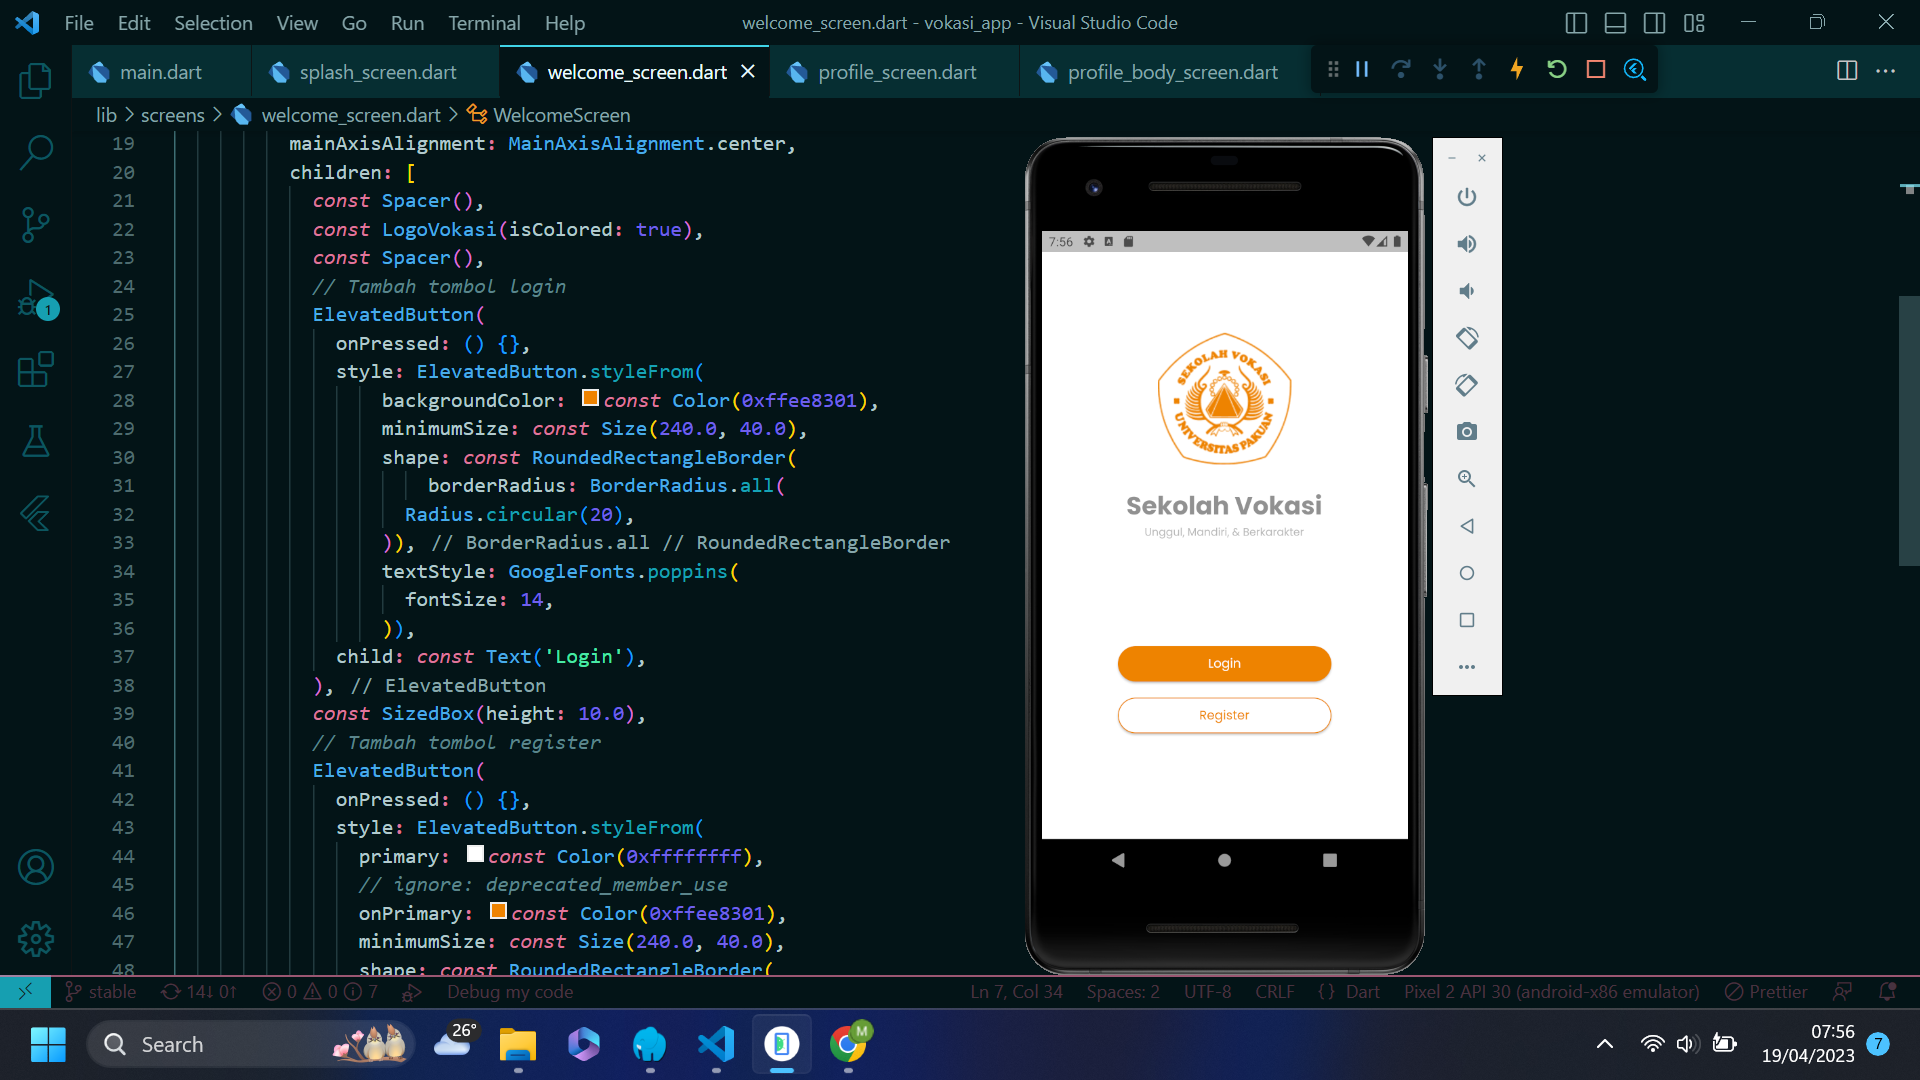 File Edit Selection View Go Run Terminal Help
welcome_screen.dart - vokasi_app - Visual Studio Code
main.dart
splash_screen.dart
welcome_screen.dart
profile_screen.dart
profile_body_screen.dart
lib > screens > welcome_screen.dart > WelcomeScreen
19 mainAxisAlignment: MainAxisAlignment.center,
20 children: [
21 const Spacer(),
22 const LogoVokasi(isColored: true),
23 const Spacer(),
24 // Tambah tombol login
25 ElevatedButton(
26 onPressed: () {},
27 style: ElevatedButton.styleFrom(
28 backgroundColor: const Color(0xffee8301),
29 minimumSize: const Size(240.0, 40.0),
30 shape: const RoundedRectangleBorder(
31 borderRadius: BorderRadius.all(
32 Radius.circular(20),
33 )), // BorderRadius.all // RoundedRectangleBorder
34 textStyle: GoogleFonts.poppins(
35 fontSize: 14,
36 )),
37 child: const Text('Login'),
38 ), // ElevatedButton
39 const SizedBox(height: 10.0),
40 // Tambah tombol register
41 ElevatedButton(
42 onPressed: () {},
43 style: ElevatedButton.styleFrom(
44 primary: const Color(0xffffffff),
45 // ignore: deprecated_member_use
46 onPrimary: const Color(0xffee8301),
47 minimumSize: const Size(240.0, 40.0),
48 shape: const RoundedRectangleBorder(
7:56
SEKOLAH VOKASI
UNIVERSITAS PAKUAN
Sekolah Vokasi
Unggul, Mandiri, & Berkarakter
Login
Register
1
stable 14↓ 0↑ 0 0 7 Debug my code
Ln 7, Col 34 Spaces: 2 UTF-8 CRLF {} Dart Pixel 2 API 30 (android-x86 emulator) Prettier
Search
26°
M
07:56
19/04/2023
7